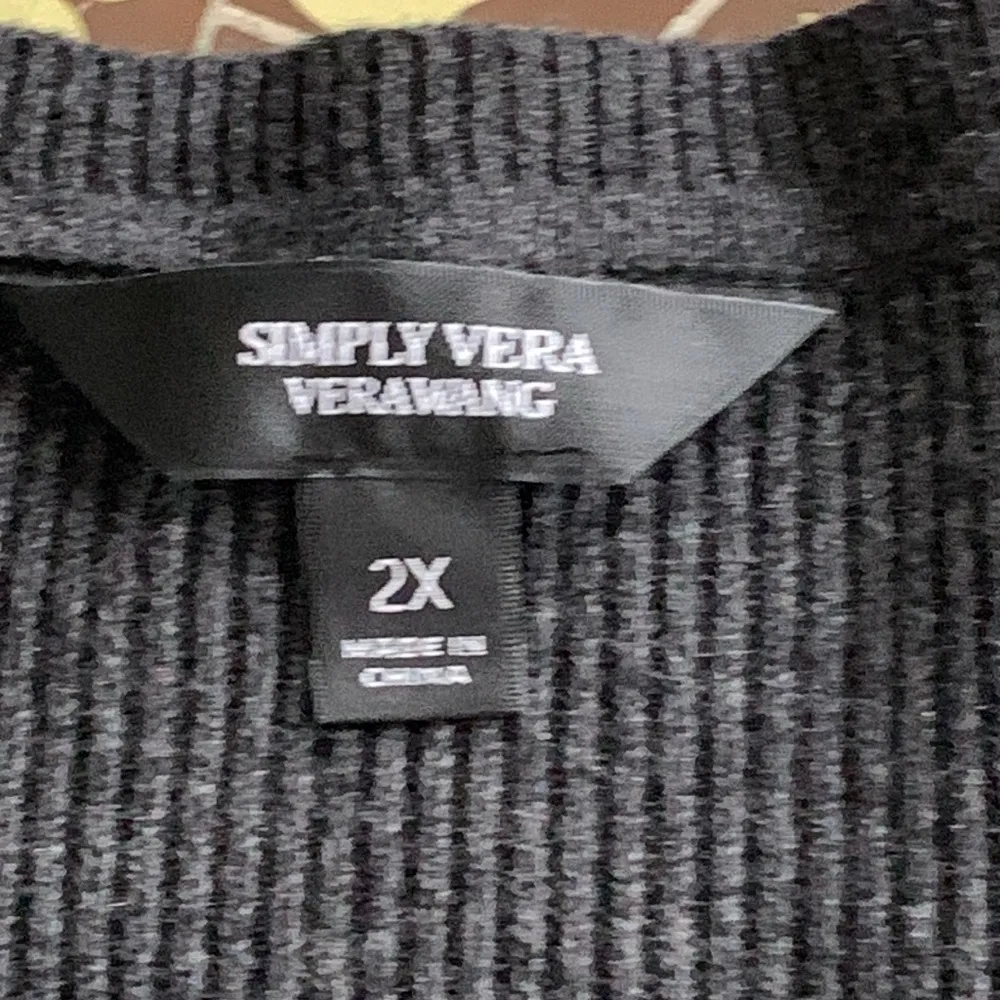 SIMPLY VERA
VERAWANG
2X
MADE IN
CHINA